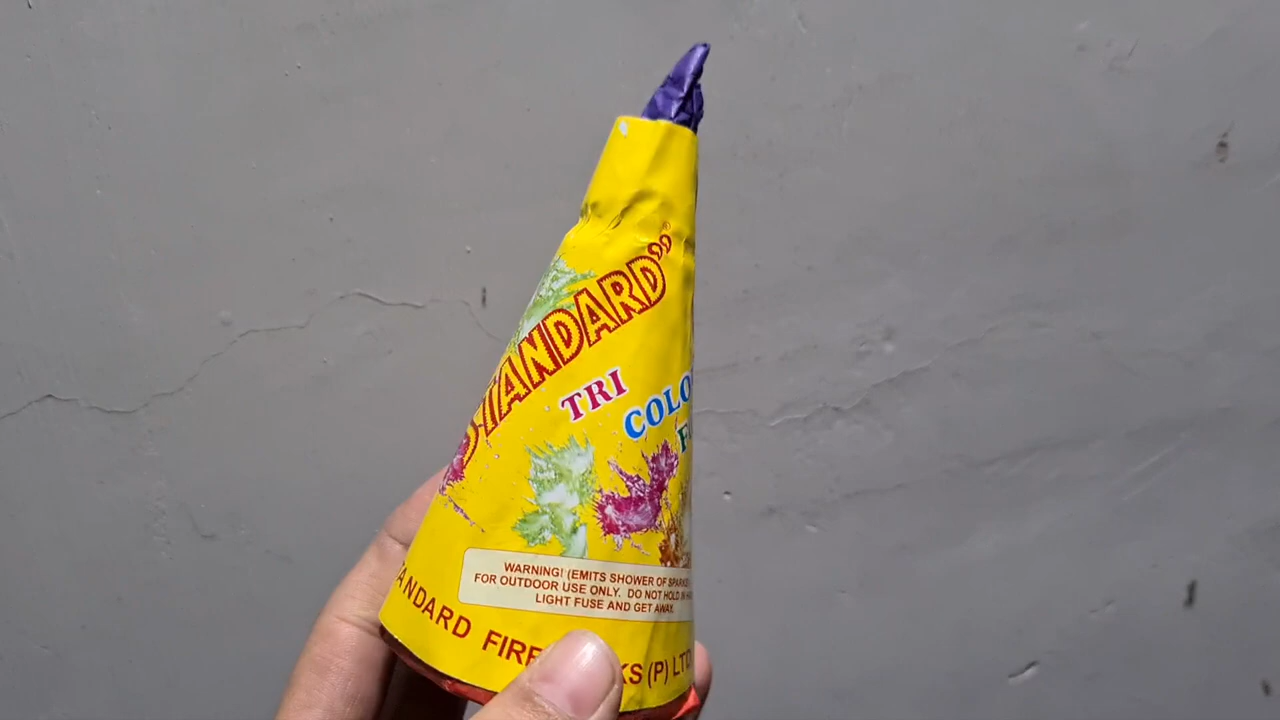 STANDARD”®
TRI
COLO
F
WARNING! (EMITS SHOWER OF SPARKS
FOR OUTDOOR USE ONLY. DO NOT HOLD IN HA
LIGHT FUSE AND GET AWAY.
ANDARD FIRE KS (P) LTD